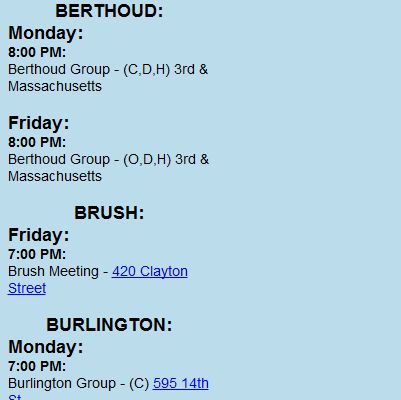 BERTHOUD:
Monday:
8:00 PM:
Berthoud Group - (C,D,H) 3rd &
Massachusetts
Friday:
8:00 PM:
Berthoud Group - (O,D,H) 3rd &
Massachusetts
BRUSH:
Friday:
7:00 PM:
Brush Meeting - 420 Clayton
Street
BURLINGTON:
Monday:
7:00 PM:
Burlington Group - (C) 595 14th
St